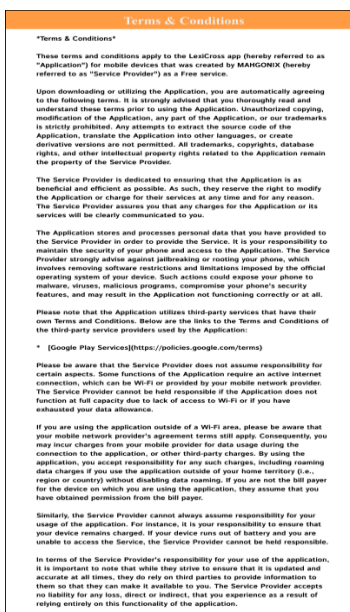 Terms & Conditions
*Terms & Conditions*
These terms and conditions apply to the LexiCross app (hereby referred to as
"Application") for mobile devices that was created by MAHGONIX (hereby
referred to as "Service Provider") as a Free service.
Upon downloading or utilizing the Application, you are automatically agreeing
to the following terms. It is strongly advised that you thoroughly read and
understand these terms prior to using the Application. Unauthorized copying,
modification of the Application, any part of the Application, or our trademarks
is strictly prohibited. Any attempts to extract the source code of the
Application, translate the Application into other languages, or create
derivative versions are not permitted. All trademarks, copyrights, database
rights, and other intellectual property rights related to the Application remain
the property of the Service Provider.
The Service Provider is dedicated to ensuring that the Application is as
beneficial and efficient as possible. As such, they reserve the right to modify
the Application or charge for their services at any time and for any reason.
The Service Provider assures you that any charges for the Application or its
services will be clearly communicated to you.
The Application stores and processes personal data that you have provided to
the Service Provider in order to provide the Service. It is your responsibility to
maintain the security of your phone and access to the Application. The Service
Provider strongly advise against jailbreaking or rooting your phone, which
involves removing software restrictions and limitations imposed by the official
operating system of your device. Such actions could expose your phone to
malware, viruses, malicious programs, compromise your phone's security
features, and may result in the Application not functioning correctly or at all.
Please note that the Application utilizes third-party services that have their
own Terms and Conditions. Below are the links to the Terms and Conditions of
the third-party service providers used by the Application:
* [Google Play Services](https://policies.google.com/terms)
Please be aware that the Service Provider does not assume responsibility for
certain aspects. Some functions of the Application require an active internet
connection, which can be Wi-Fi or provided by your mobile network provider.
The Service Provider cannot be held responsible if the Application does not
function at full capacity due to lack of access to Wi-Fi or if you have
exhausted your data allowance.
If you are using the application outside of a Wi-Fi area, please be aware that
your mobile network provider's agreement terms still apply. Consequently, you
may incur charges from your mobile provider for data usage during the
connection to the application, or other third-party charges. By using the
application, you accept responsibility for any such charges, including roaming
data charges if you use the application outside of your home territory (i.e.,
region or country) without disabling data roaming. If you are not the bill payer
for the device on which you are using the application, they assume that you
have obtained permission from the bill payer.
Similarly, the Service Provider cannot always assume responsibility for your
usage of the application. For instance, it is your responsibility to ensure that
your device remains charged. If your device runs out of battery and you are
unable to access the Service, the Service Provider cannot be held responsible.
In terms of the Service Provider's responsibility for your use of the application,
it is important to note that while they strive to ensure that it is updated and
accurate at all times, they do rely on third parties to provide information to
them so that they can make it available to you. The Service Provider accepts
no liability for any loss, direct or indirect, that you experience as a result of
relying entirely on this functionality of the application.